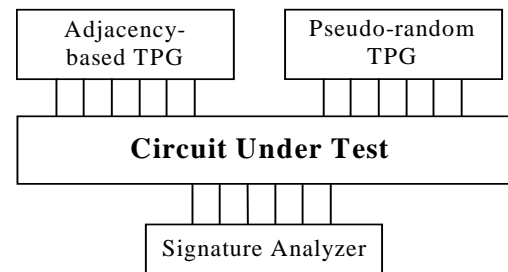 Adjacency-
based TPG
Pseudo-random
TPG
Circuit Under Test
Signature Analyzer